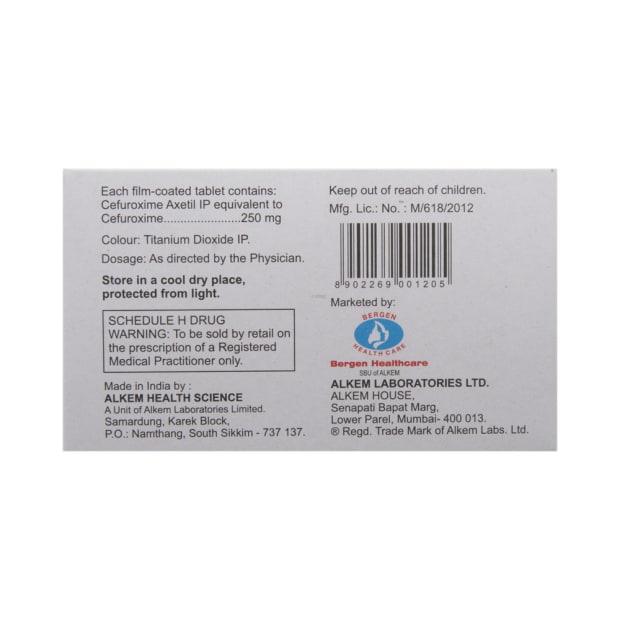 Each film-coated tablet contains:
Cefuroxime Axetil IP equivalent to
Cefuroxime.......................250 mg
Colour: Titanium Dioxide IP.
Dosage: As directed by the Physician.
Store in a cool dry place,
protected from light.
SCHEDULE H DRUG
WARNING: To be sold by retail on
the prescription of a Registered
Medical Practitioner only.
Made in India by :
ALKEM HEALTH SCIENCE
A Unit of Alkem Laboratories Limited.
Samardung, Karek Block,
P.O.: Namthang, South Sikkim - 737 137.
Keep out of reach of children.
Mfg. Lic.: No. : M/618/2012
8 902269 001205
Marketed by:
BERGEN
HEALTH CARE
Bergen Healthcare
SBU of ALKEM
ALKEM LABORATORIES LTD.
ALKEM HOUSE,
Senapati Bapat Marg,
Lower Parel, Mumbai- 400 013.
® Regd. Trade Mark of Alkem Labs. Ltd.